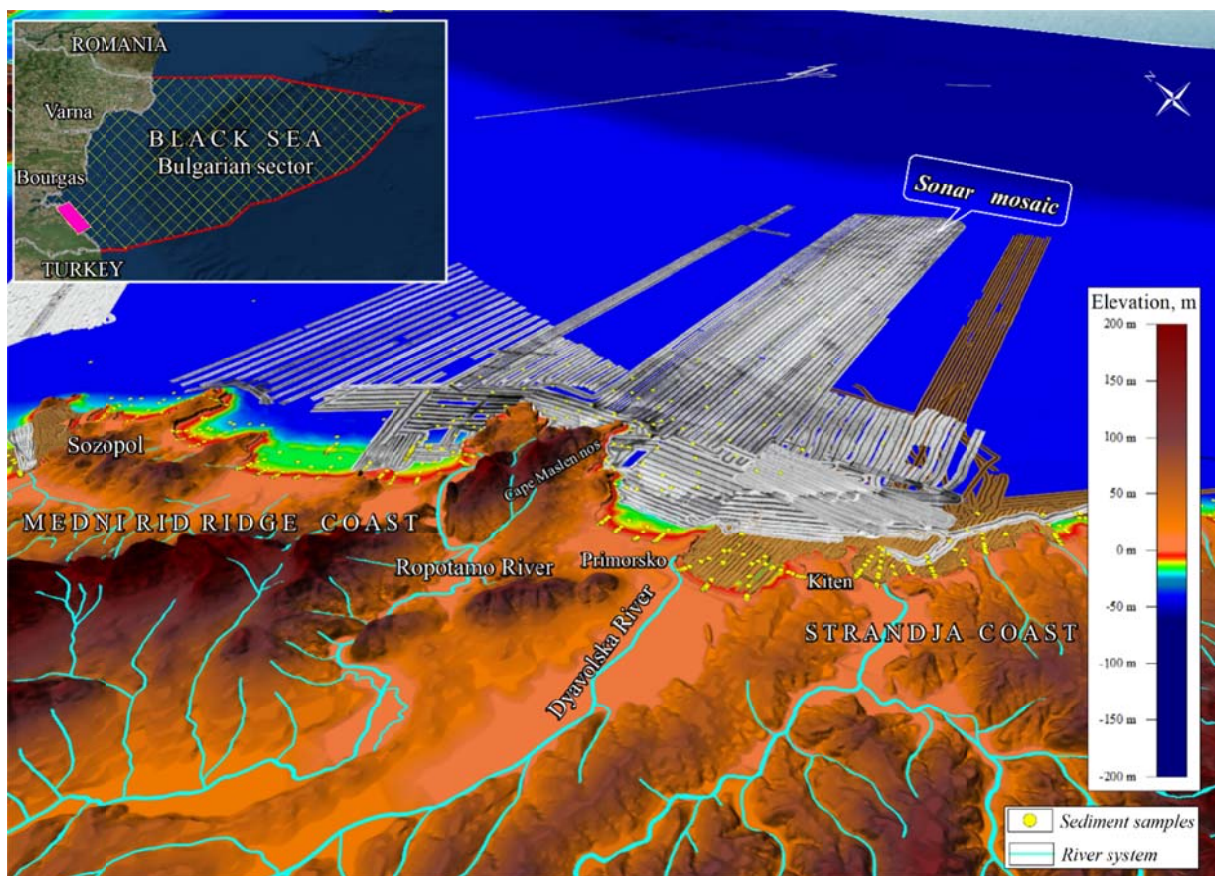 ROMANIA
Varna
BLACK SEA
Bulgarian sector
Bourgas
TURKEY
N
Sonar mosaic
Elevation, m
200 m
150 m
100 m
50 m
0 m
-50 m
-100 m
-150 m
-200 m
Sozopol
Cape Maslen nos
MEDNI RID RIDGE COAST
Ropotamo River
Primorsko
Kiten
Dyavolska River
STRANDJA COAST
Sediment samples
River system